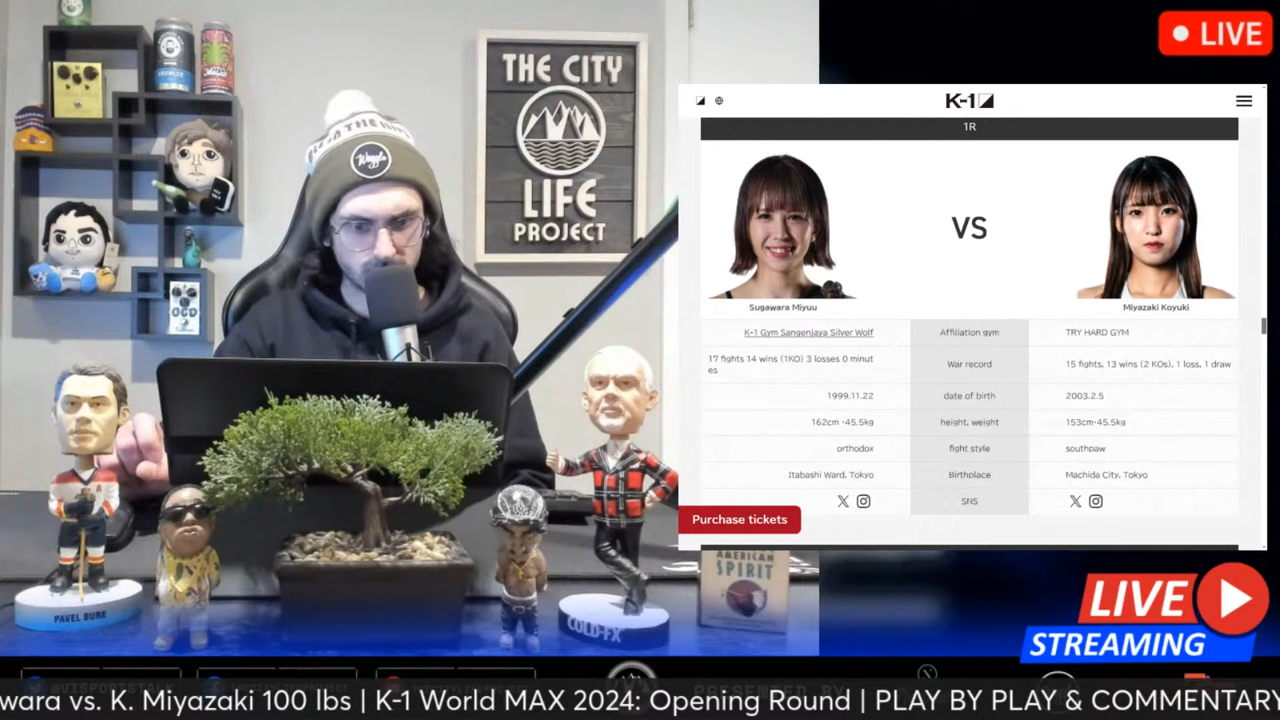 LIVE
THE CITY
LIFE
PROJECT
Waggle
OCD
PAVEL BURE
COLD-FX
AMERICAN
SPIRIT
K-1
1R
VS
Sugawara Miyuu
Miyazaki Koyuki
K-1 Gym Sangenjaya Silver Wolf
Affiliation gym
TRY HARD GYM
17 fights 14 wins (1KO) 3 losses 0 minut
es
War record
15 fights, 13 wins (2 KOs), 1 loss, 1 draw
1999.11.22
date of birth
2003.2.5
162cm -45.5kg
height, weight
153cm-45.5kg
orthodox
fight style
southpaw
Itabashi Ward, Tokyo
Birthplace
Machida City, Tokyo
SNS
Purchase tickets
LIVE
STREAMING
wara vs. K. Miyazaki 100 lbs | K-1 World MAX 2024: Opening Round | PLAY BY PLAY & COMMENTARY